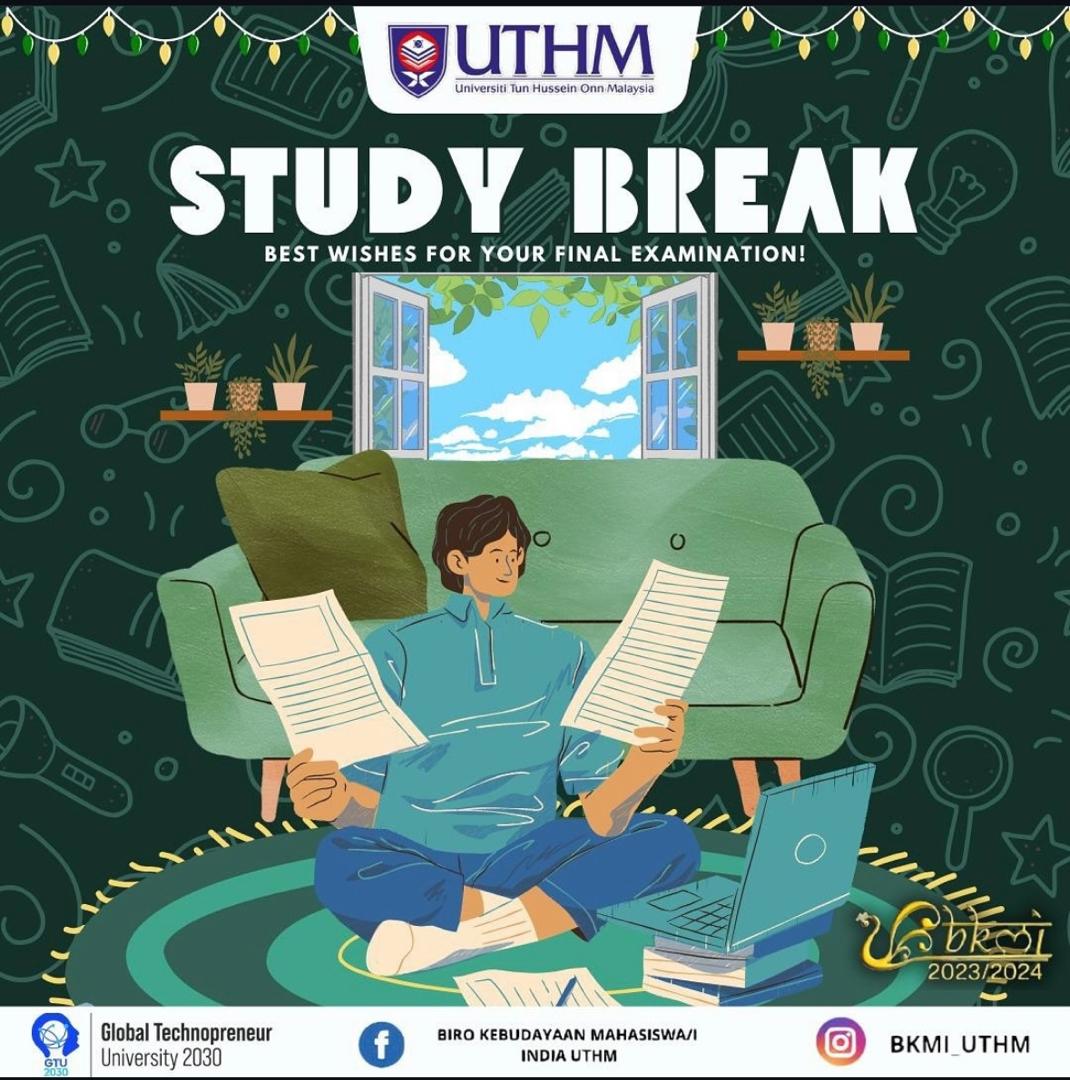 UTHM
Universiti Tun Hussein Onn Malaysia
STUDY BREAK
BEST WISHES FOR YOUR FINAL EXAMINATION!
bkmi
2023/2024
GTU
2030
Global Technopreneur
University 2030
BIRO KEBUDAYAAN MAHASISWA/I
INDIA UTHM
BKMI_UTHM